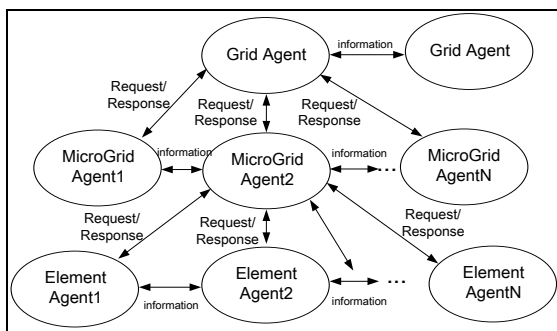 Grid Agent
information
Grid Agent
Request/
Response
Request/
Response
Request/
Response
MicroGrid
Agent1
information
MicroGrid
Agent2
information
...
MicroGrid
AgentN
Request/
Response
Request/
Response
Request/
Response
Element
Agent1
information
Element
Agent2
information
...
Element
AgentN